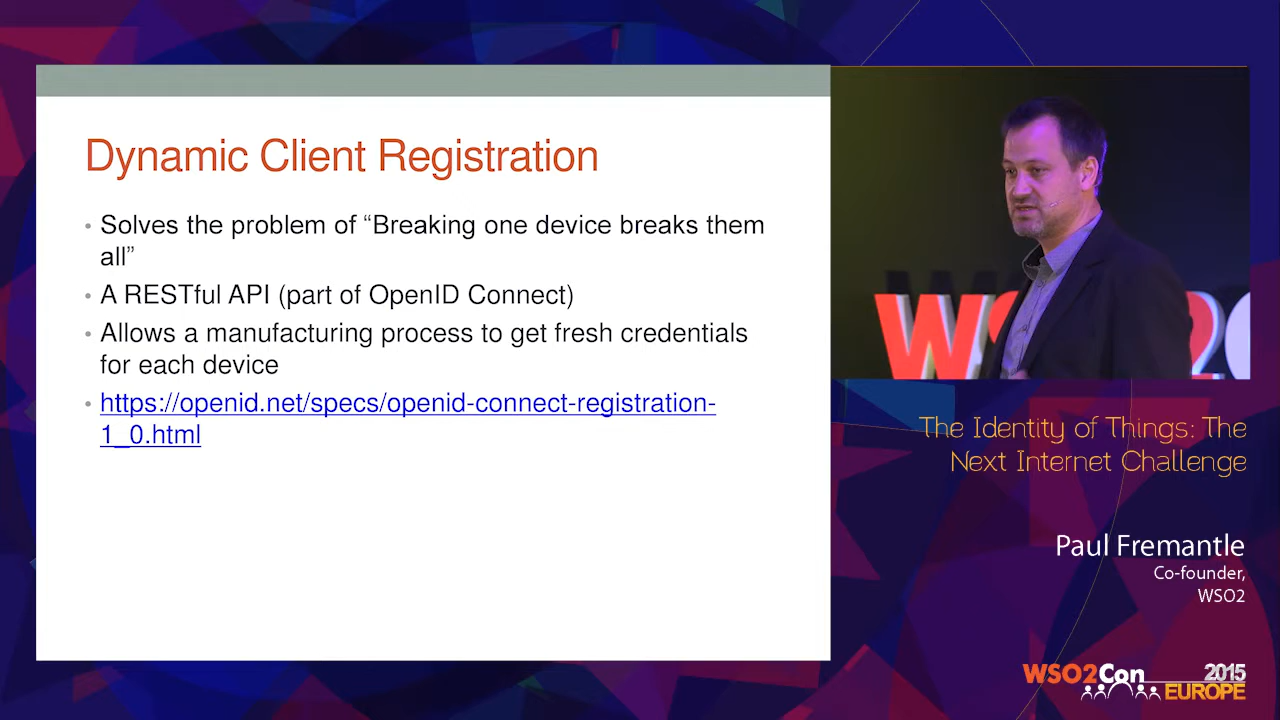 Dynamic Client Registration
• Solves the problem of “Breaking one device breaks them
all”
• A RESTful API (part of OpenID Connect)
• Allows a manufacturing process to get fresh credentials
for each device
• https://openid.net/specs/openid-connect-registration-
1_0.html
WSO2
The Identity of Things: The
Next Internet Challenge
Paul Fremantle
Co-founder,
WSO2
WSO2Con 2015
EUROPE